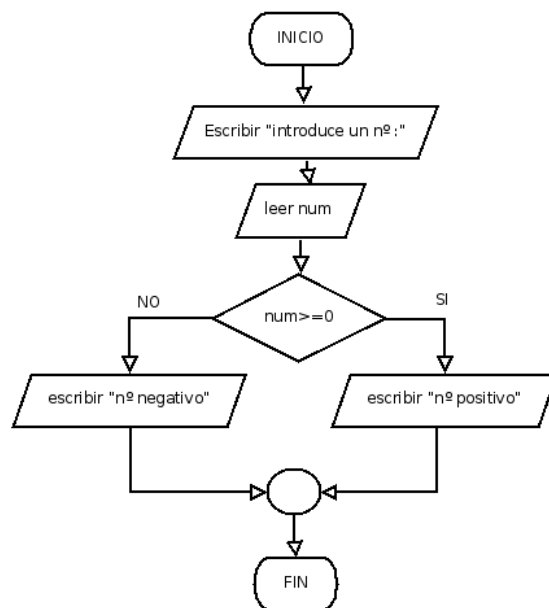 INICIO
Escribir "introduce un nº:"
leer num
num>=0
NO
SI
escribir "nº negativo"
escribir "nº positivo"
FIN